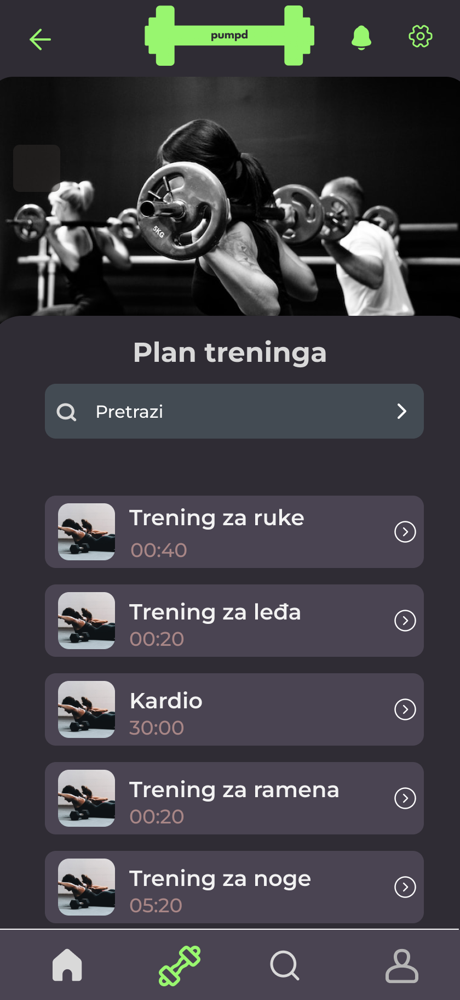 pumpd
5KG
Plan treninga
Pretrazi
Trening za ruke
00:40
Trening za leđa
00:20
Kardio
30:00
Trening za ramena
00:20
Trening za noge
05:20